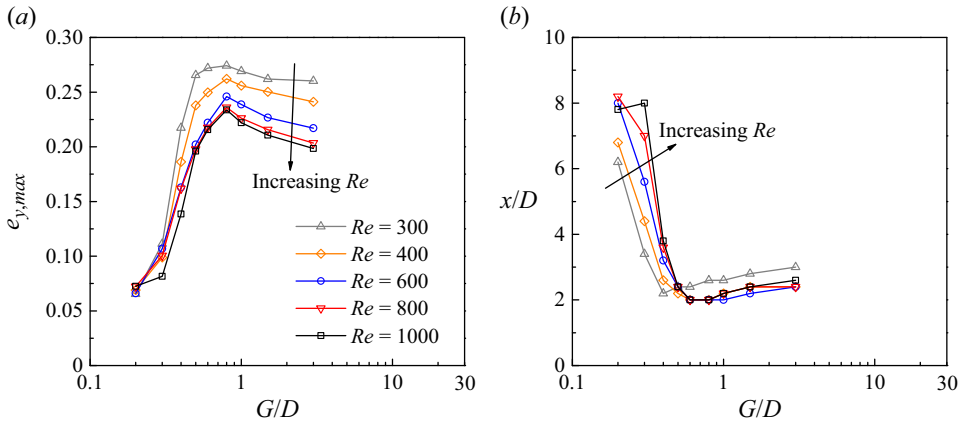 (a)
0.30
0.25
0.20
0.15
0.10
0.05
0
e_y,max
Increasing Re
Re = 300
Re = 400
Re = 600
Re = 800
Re = 1000
0.1
1
10
30
G/D
(b)
10
8
6
4
2
0
x/D
Increasing Re
0.1
1
10
30
G/D